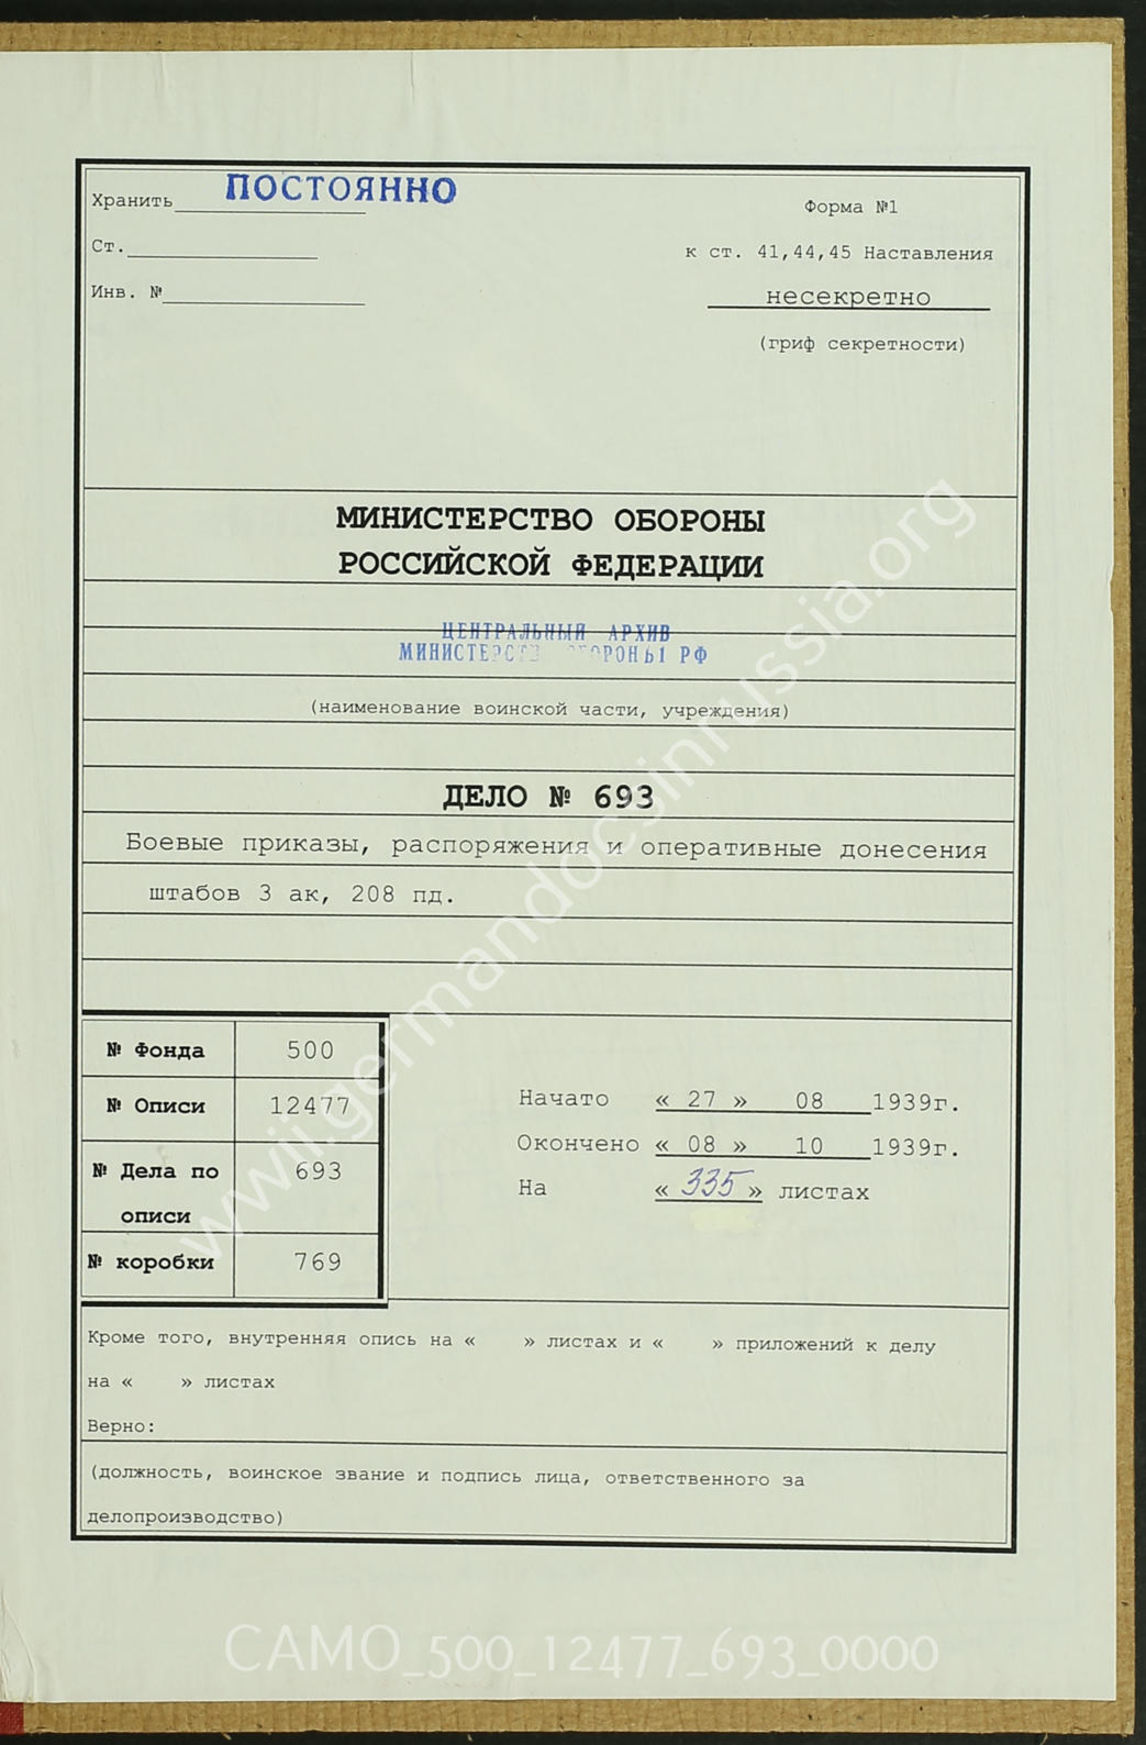 Хранить ПОСТОЯННО
Форма №1
Ст.
к ст. 41,44,45 Наставления
Инв. №
несекретно
(гриф секретности)
МИНИСТЕРСТВО ОБОРОНЫ
РОССИЙСКОЙ ФЕДЕРАЦИИ
ЦЕНТРАЛЬНЫЙ АРХИВ
МИНИСТЕРСТВ ОБОРОНЫ РФ
(наименование воинской части, учреждения)
ДЕЛО № 693
Боевые приказы, распоряжения и оперативные донесения
штабов 3 ак, 208 пд.
№ Фонда 500
№ Описи 12477
№ Дела по 693
описи
№ коробки 769
Начато « 27 » 08 1939г.
Окончено « 08 » 10 1939г.
На « 335 » листах
Кроме того, внутренняя опись на « » листах и « » приложений к делу
на « » листах
Верно:
(должность, воинское звание и подпись лица, ответственного за
делопроизводство)
wwii.germandocsinrussia.org
CAMO_500_12477_693_0000